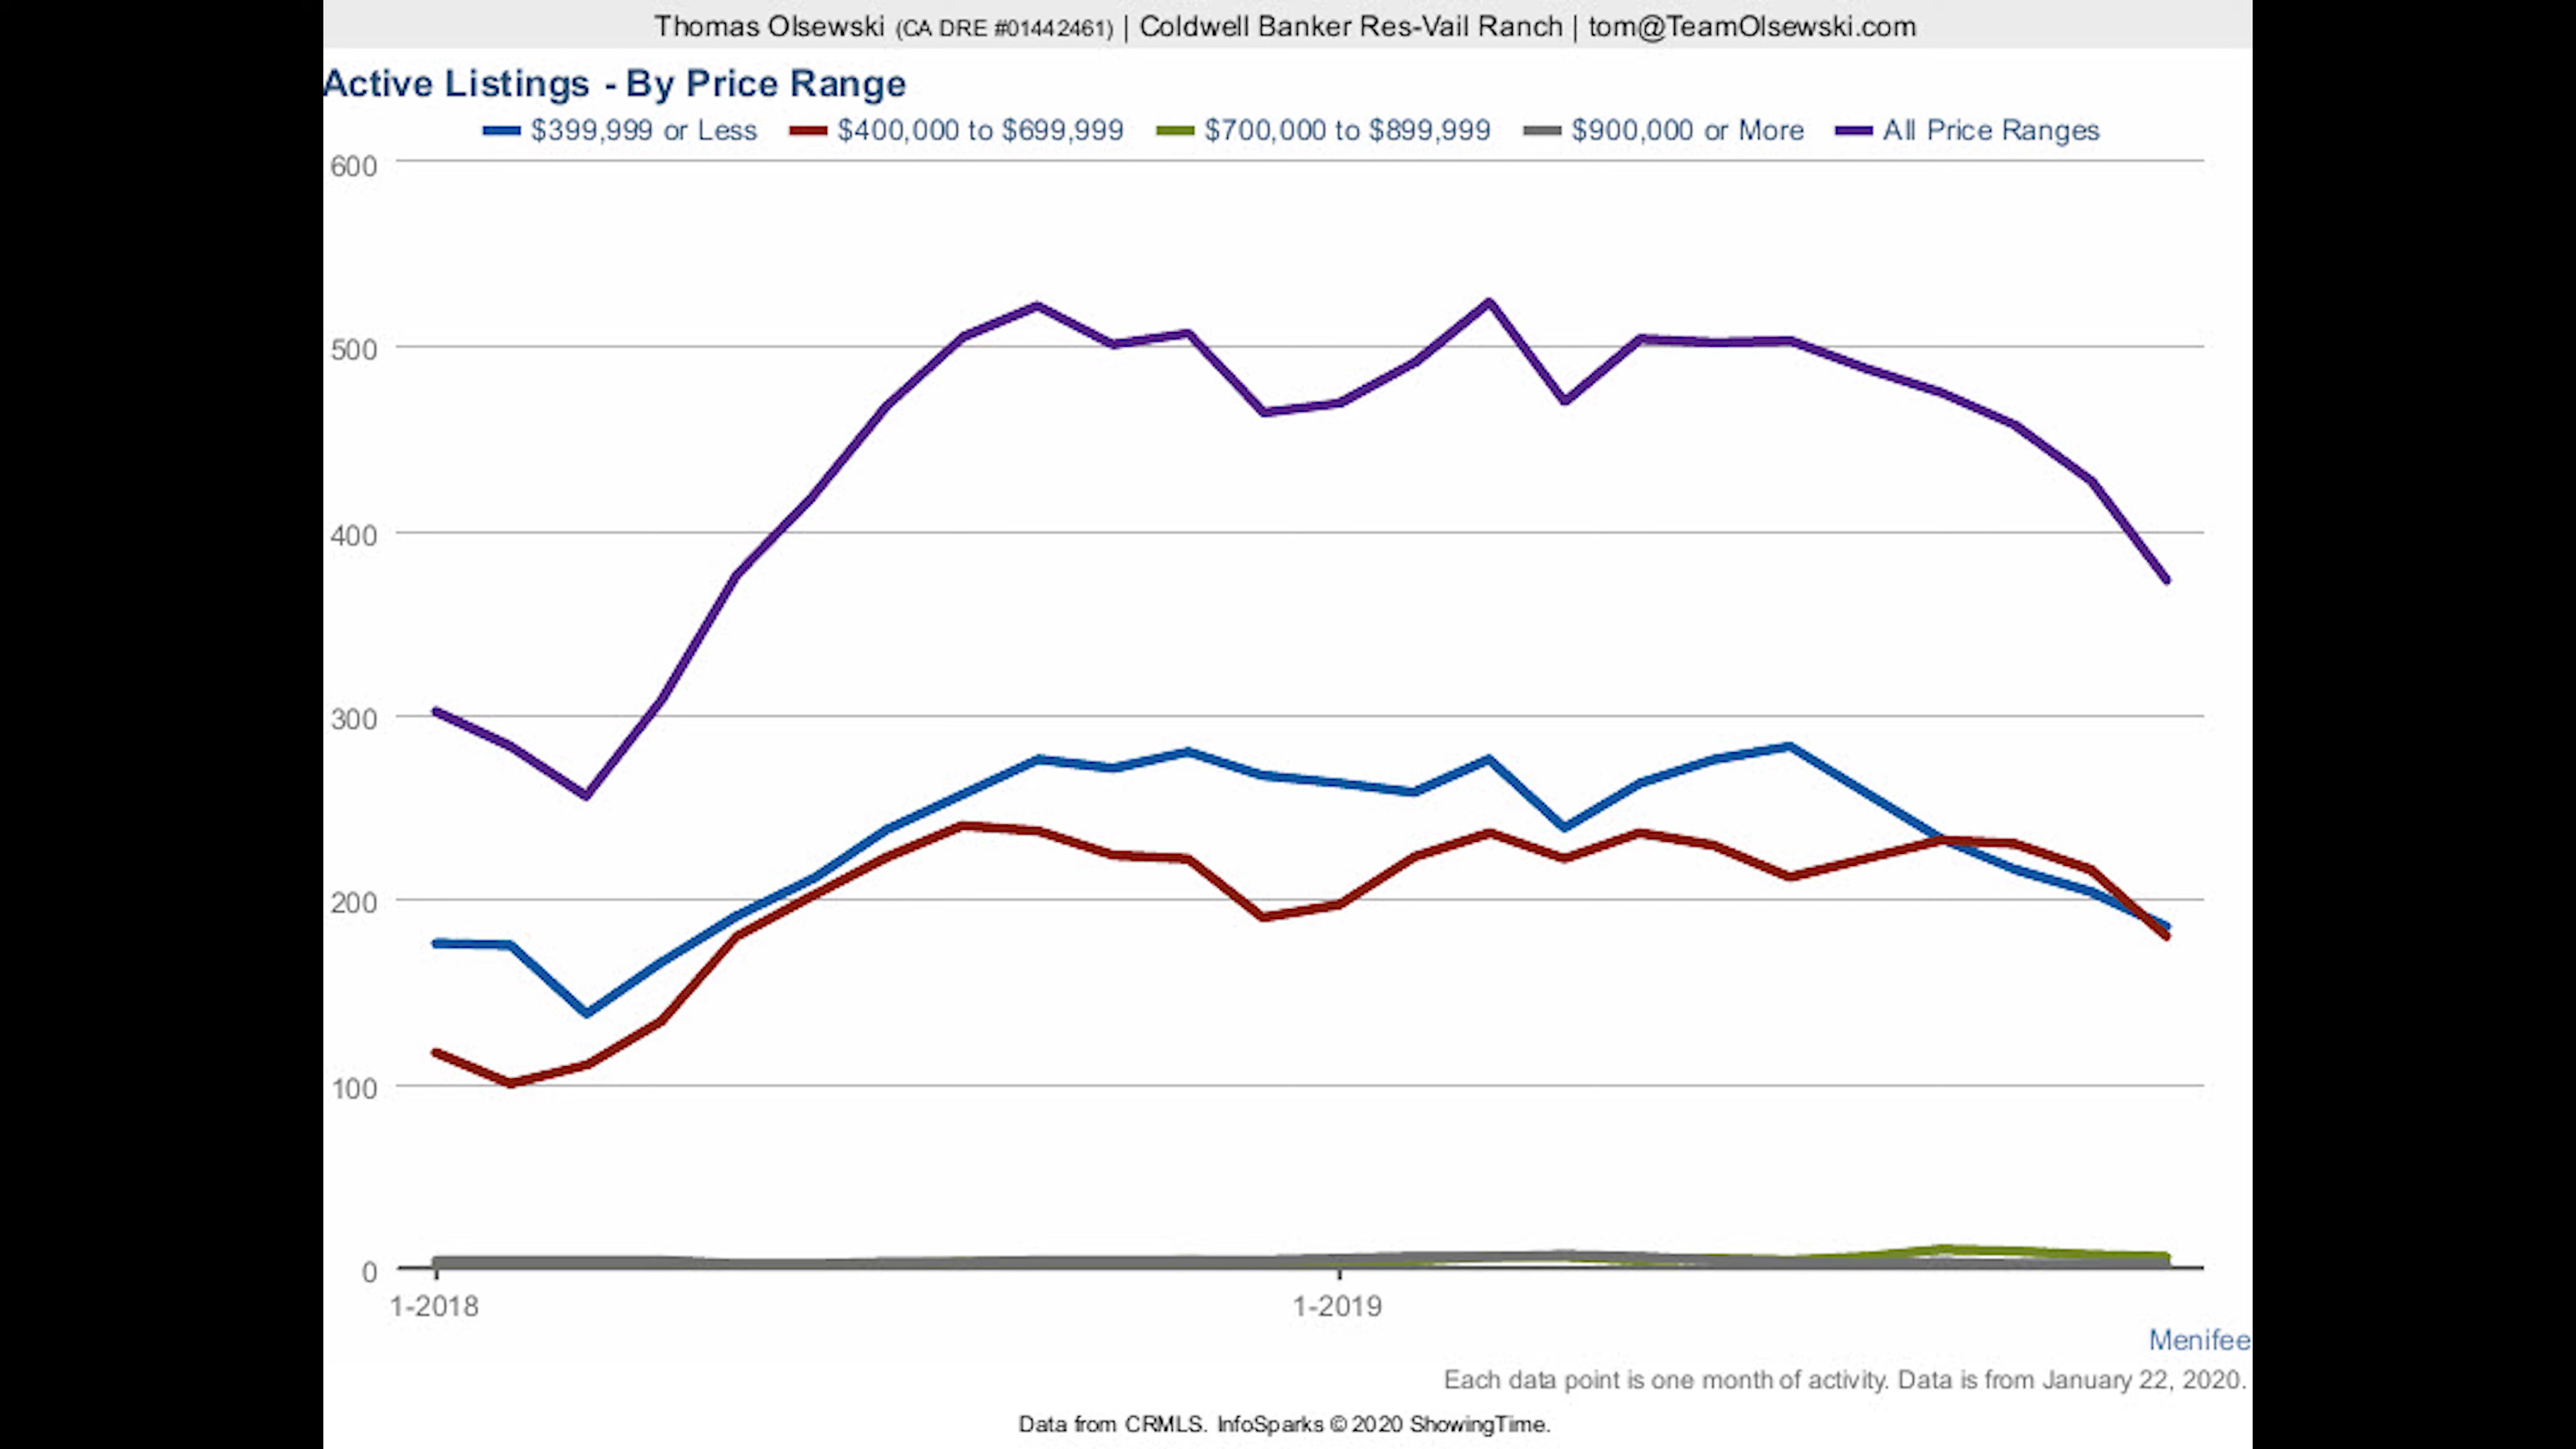 Thomas Olsewski (CA DRE #01442461) | Coldwell Banker Res-Vail Ranch | tom@TeamOlsewski.com
Active Listings - By Price Range
$399,999 or Less $400,000 to $699,999 $700,000 to $899,999 $900,000 or More All Price Ranges
600
500
400
300
200
100
0
1-2018 1-2019
Menifee
Each data point is one month of activity. Data is from January 22, 2020.
Data from CRMLS. InfoSparks © 2020 ShowingTime.